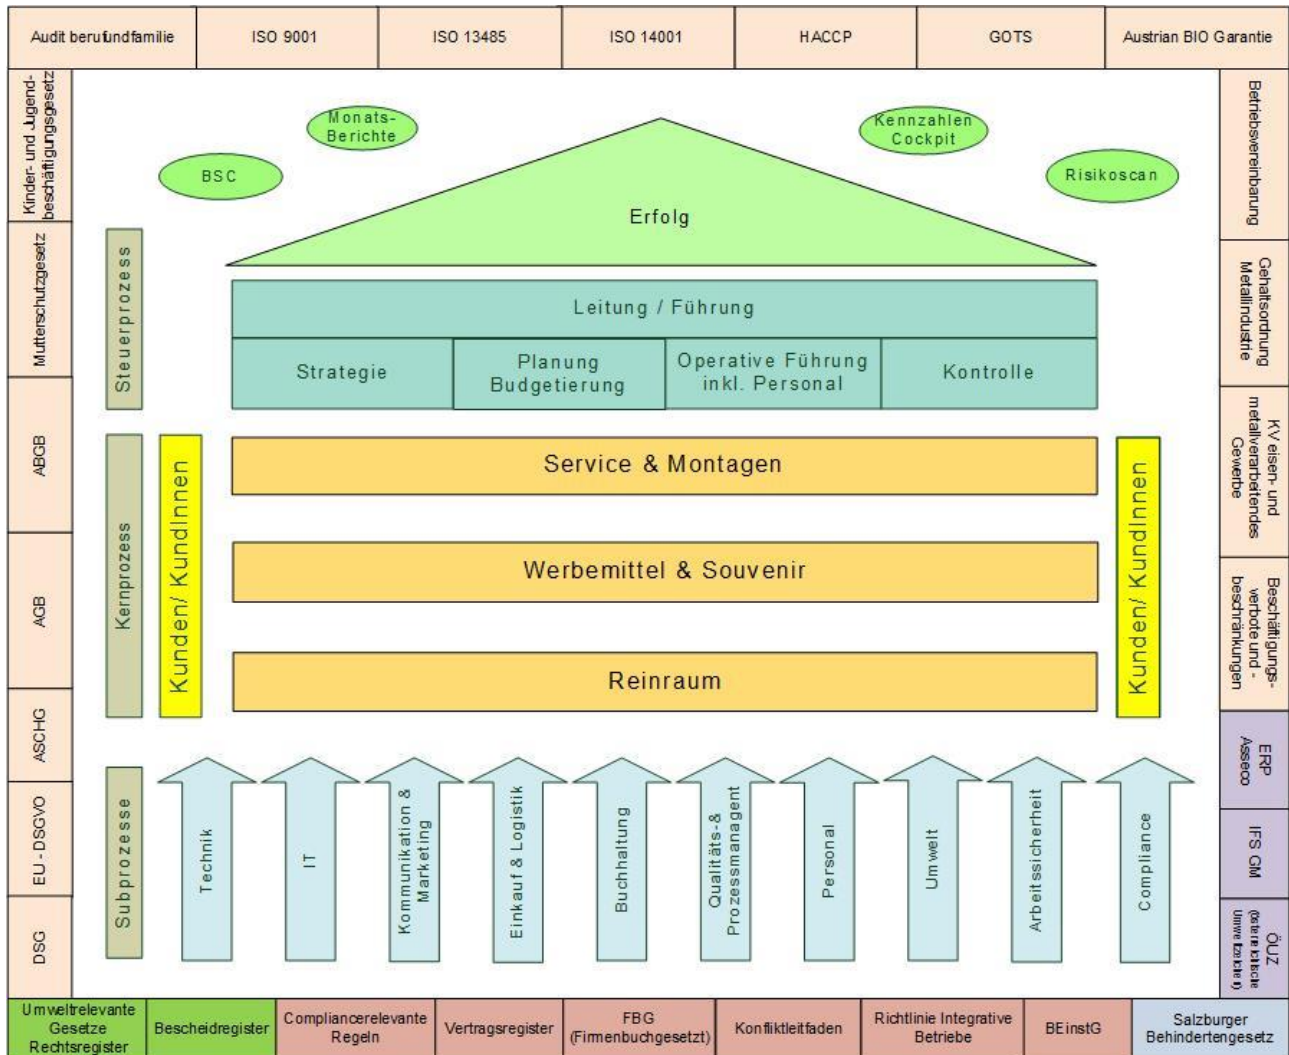 Audit berufundfamilie
ISO 9001
ISO 13485
ISO 14001
HACCP
GOTS
Austrian BIO Garantie
Kinder- und Jugend-
beschäftigungsgesetz
Mutterschutzgesetz
ABGB
AGB
ASCHG
EU - DSGVO
DSG
Monats-
Berichte
BSC
Kennzahlen
Cockpit
Risikoscan
Erfolg
Steuerprozess
Leitung / Führung
Strategie
Planung
Budgetierung
Operative Führung
inkl. Personal
Kontrolle
Kernprozess
Kunden/ KundInnen
Service & Montagen
Werbemittel & Souvenir
Reinraum
Kunden/ KundInnen
Subprozesse
Technik
IT
Kommunikation &
Marketing
Einkauf & Logistik
Buchhaltung
Qualitäts-&
Prozessmanagent
Personal
Umwelt
Arbeitssicherheit
Compliance
Betriebsvereinbarung
Gehaltsordnung
Metallindustrie
KV eisen- und
metallverarbeitendes
Gewerbe
Beschäftigungs-
verbote und -
beschränkungen
ERP
Asseco
IFS GM
ÖUZ
(österreichische
Umweltzeichen)
Umweltrelevante
Gesetze
Rechtsregister
Bescheidregister
Compliancerelevante
Regeln
Vertragsregister
FBG
(Firmenbuchgesetzt)
Konfliktleitfaden
Richtlinie Integrative
Betriebe
BEinstG
Salzburger
Behindertengesetz